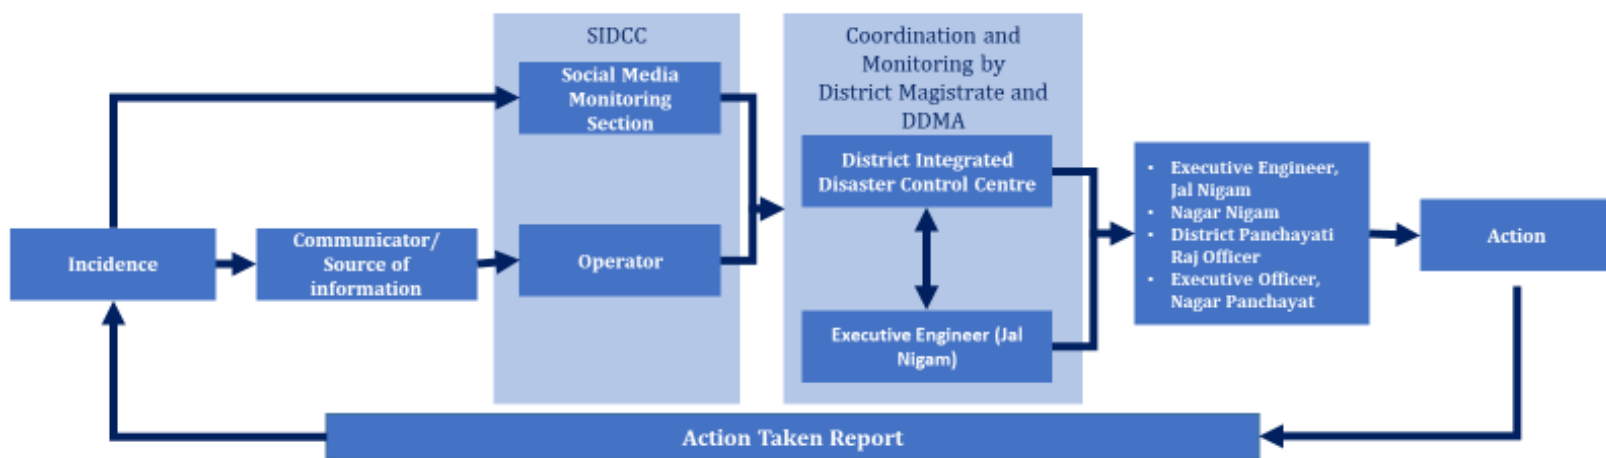 SIDCC
Social Media
Monitoring
Section
Coordination and
Monitoring by
District Magistrate and
DDMA
District Integrated
Disaster Control Centre
• Executive Engineer,
Jal Nigam
• Nagar Nigam
• District Panchayati
Raj Officer
• Executive Officer,
Nagar Panchayat
Incidence
Communicator/
Source of
information
Operator
Action
Executive Engineer (Jal
Nigam)
Action Taken Report